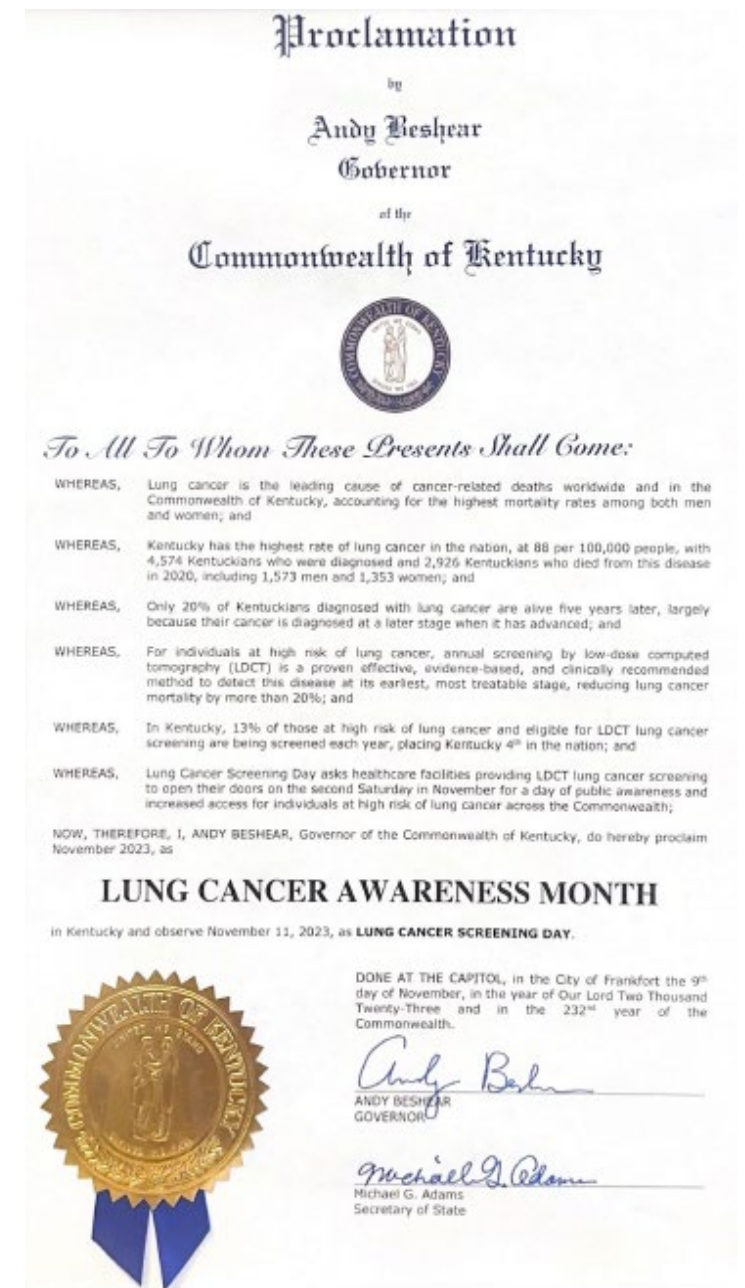 Proclamation
by
Andy Beshear
Governor
of the
Commonwealth of Kentucky
COMMONWEALTH OF KENTUCKY
To All To Whom These Presents Shall Come:
WHEREAS, Lung cancer is the leading cause of cancer-related deaths worldwide and in the
Commonwealth of Kentucky, accounting for the highest mortality rates among both men
and women; and
WHEREAS, Kentucky has the highest rate of lung cancer in the nation, at 88 per 100,000 people, with
4,574 Kentuckians who were diagnosed and 2,926 Kentuckians who died from this disease
in 2020, including 1,573 men and 1,353 women; and
WHEREAS, Only 20% of Kentuckians diagnosed with lung cancer are alive five years later, largely
because their cancer is diagnosed at a later stage when it has advanced; and
WHEREAS, For individuals at high risk of lung cancer, annual screening by low-dose computed
tomography (LDCT) is a proven effective, evidence-based, and clinically recommended
method to detect this disease at its earliest, most treatable stage, reducing lung cancer
mortality by more than 20%; and
WHEREAS, In Kentucky, 13% of those at high risk of lung cancer and eligible for LDCT lung cancer
screening are being screened each year, placing Kentucky 4th in the nation; and
WHEREAS, Lung Cancer Screening Day asks healthcare facilities providing LDCT lung cancer screening
to open their doors on the second Saturday in November for a day of public awareness and
increased access for individuals at high risk of lung cancer across the Commonwealth;
NOW, THEREFORE, I, ANDY BESHEAR, Governor of the Commonwealth of Kentucky, do hereby proclaim
November 2023, as
LUNG CANCER AWARENESS MONTH
in Kentucky and observe November 11, 2023, as LUNG CANCER SCREENING DAY.
DONE AT THE CAPITOL, in the City of Frankfort the 9th
day of November, in the year of Our Lord Two Thousand
Twenty-Three and in the 232nd year of the
Commonwealth.
Andy Beshear
ANDY BESHEAR
GOVERNOR
Michael G. Adams
Michael G. Adams
Secretary of State
COMMONWEALTH OF KENTUCKY
UNITED WE STAND